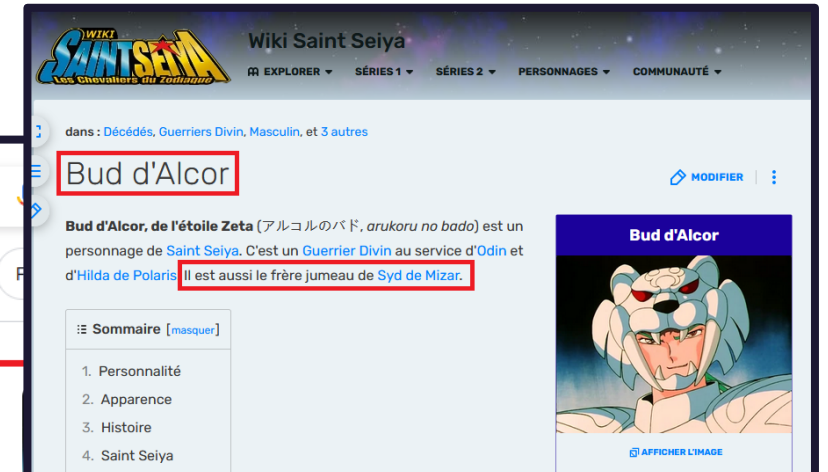 WIKI
SAINT SEIYA
Les Chevaliers du Zodiaque
Wiki Saint Seiya
EXPLORER SÉRIES 1 SÉRIES 2 PERSONNAGES COMMUNAUTÉ
dans : Décédés, Guerriers Divin, Masculin, et 3 autres
Bud d'Alcor
MODIFIER
Bud d'Alcor, de l'étoile Zeta (アルコルのバド, arukoru no bado) est un
personnage de Saint Seiya. C'est un Guerrier Divin au service d'Odin et
d'Hilda de Polaris. Il est aussi le frère jumeau de Syd de Mizar.
Sommaire [masquer]
1. Personnalité
2. Apparence
3. Histoire
4. Saint Seiya
Bud d'Alcor
AFFICHER L'IMAGE